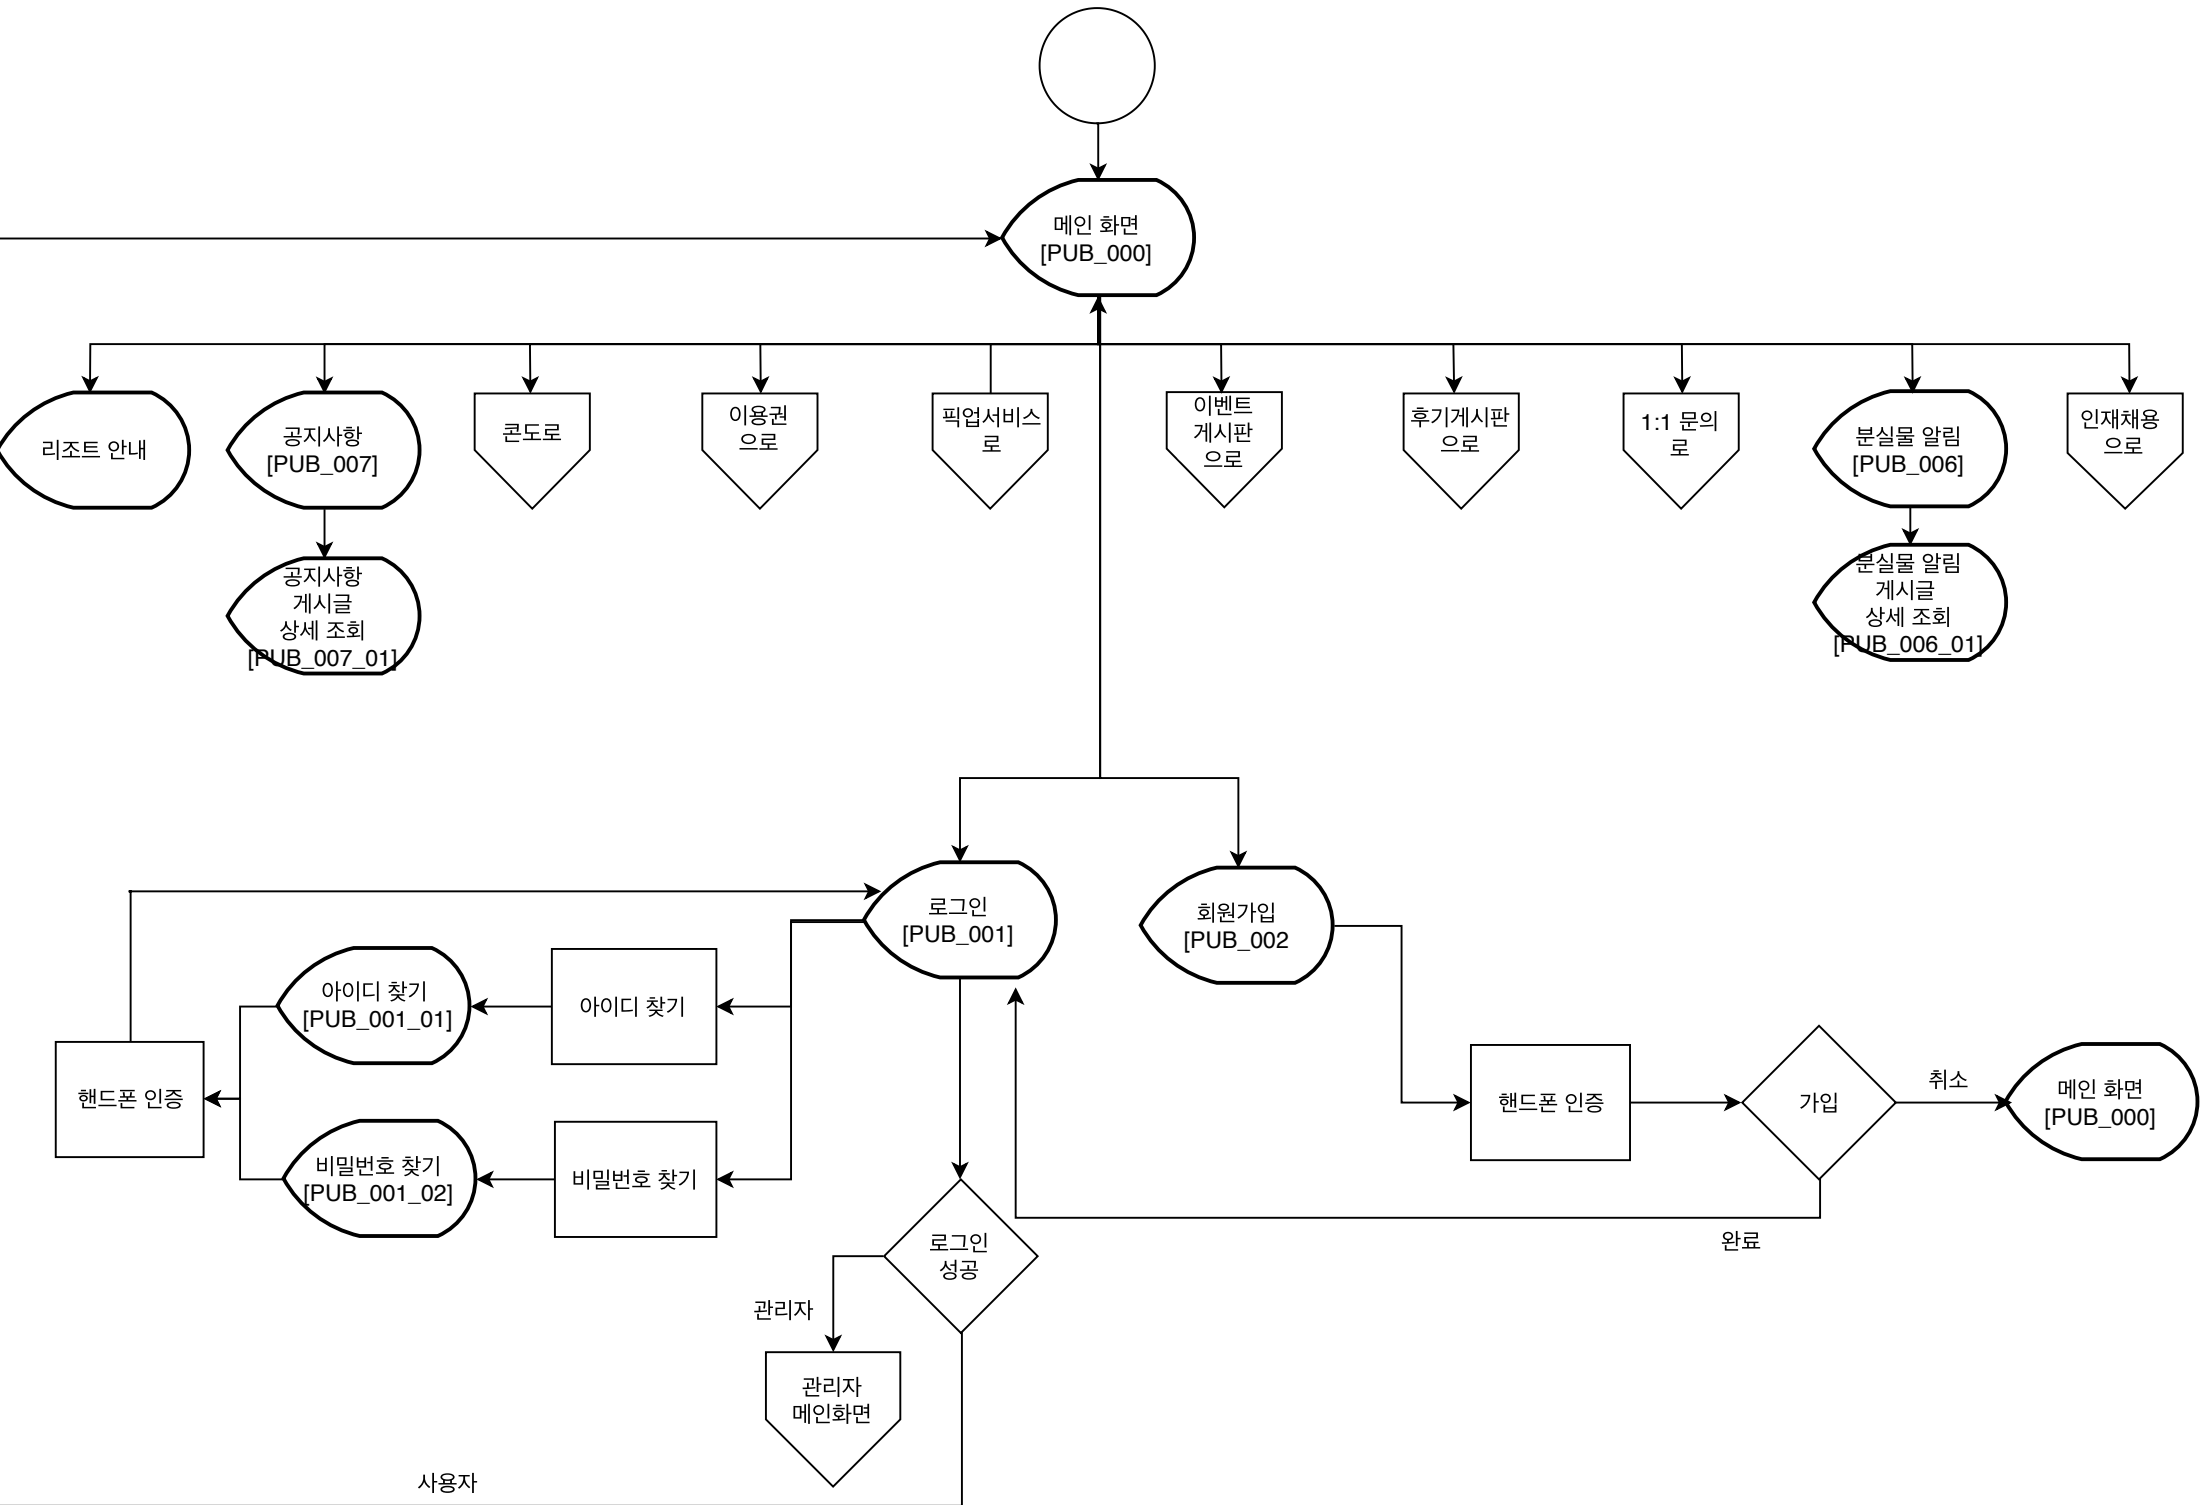 메인 화면
[PUB_000]
리조트 안내
공지사항
[PUB_007]
콘도로
이용권
으로
픽업서비스
로
이벤트
게시판
으로
후기게시판
으로
1:1 문의
로
분실물 알림
[PUB_006]
인재채용
으로
공지사항
게시글
상세 조회
[PUB_007_01]
분실물 알림
게시글
상세 조회
[PUB_006_01]
로그인
[PUB_001]
회원가입
[PUB_002
아이디 찾기
[PUB_001_01]
아이디 찾기
핸드폰 인증
비밀번호 찾기
[PUB_001_02]
비밀번호 찾기
핸드폰 인증
가입
취소
메인 화면
[PUB_000]
로그인
성공
완료
관리자
관리자
메인화면
사용자